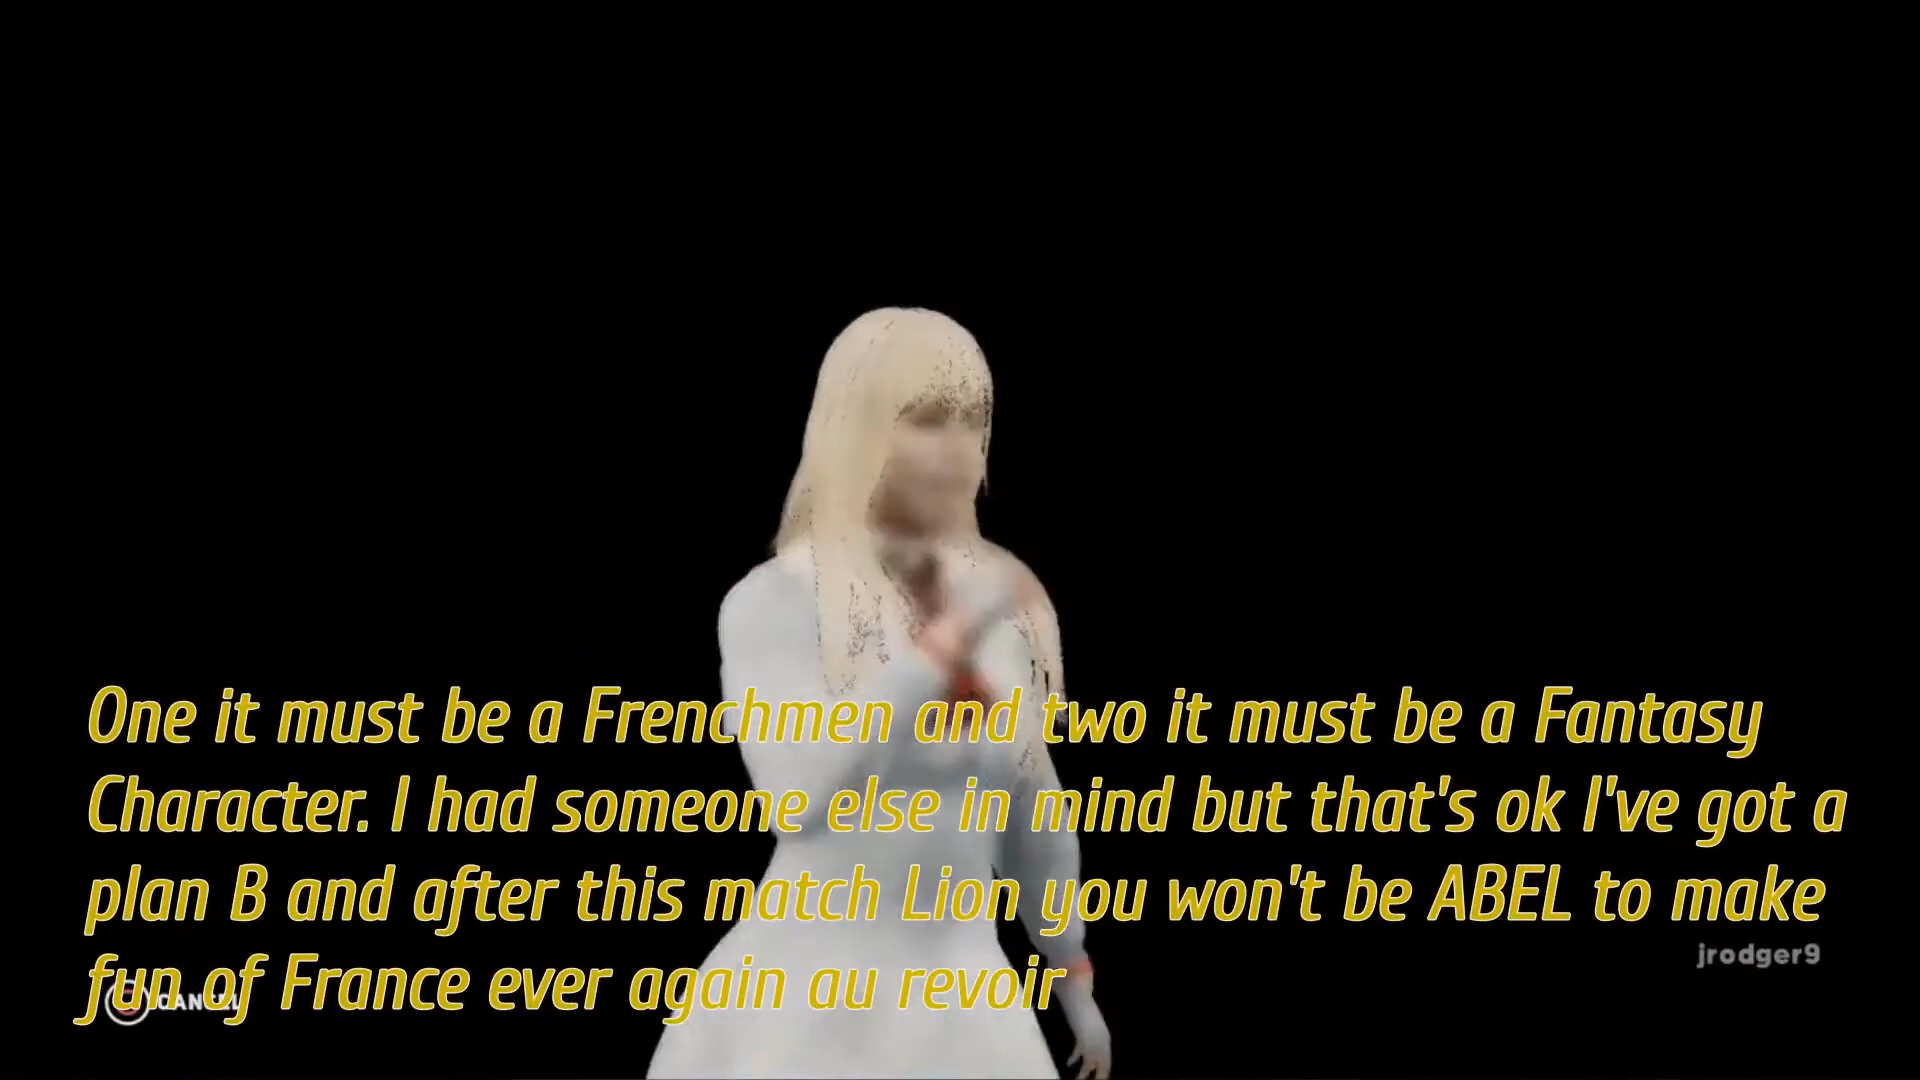 One it must be a Frenchmen and two it must be a Fantasy
Character. I had someone else in mind but that's ok I've got a
plan B and after this match Lion you won't be ABEL to make
jrodger9
fun of France ever again au revoir
CANCEL